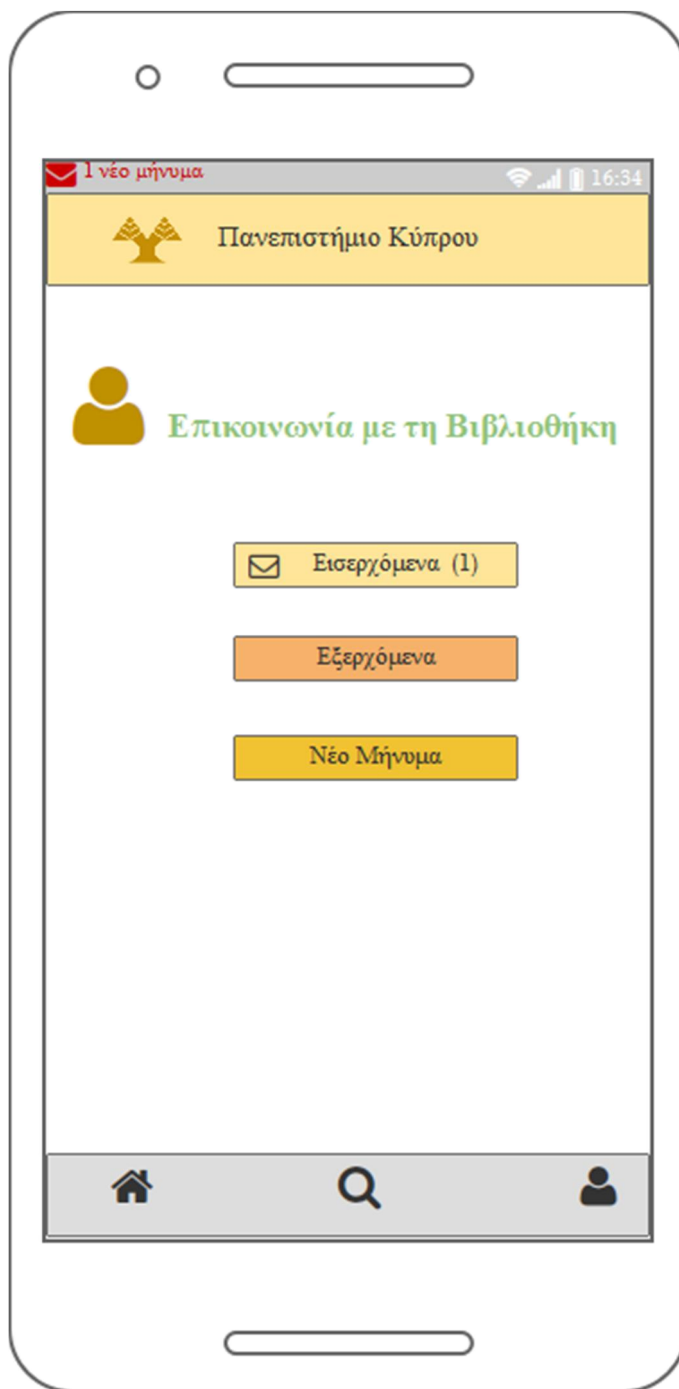 1 νέο μήνυμα
16:34
Πανεπιστήμιο Κύπρου
Επικοινωνία με τη Βιβλιοθήκη
Εισερχόμενα (1)
Εξερχόμενα
Νέο Μήνυμα